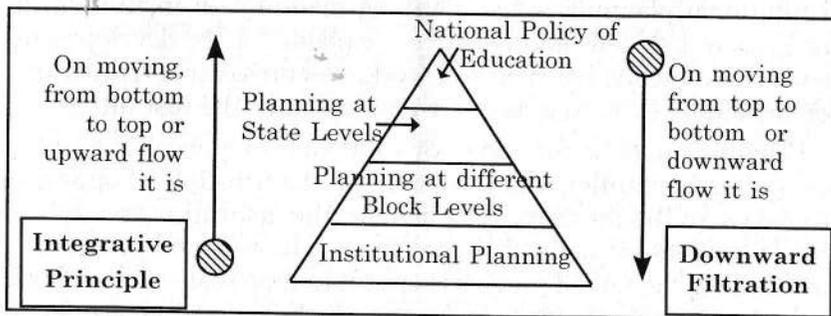 National Policy of
Education
On moving,
from bottom
to top or
upward flow
it is
Integrative
Principle
Planning at
State Levels
Planning at different
Block Levels
Institutional Planning
On moving
from top to
bottom or
downward
flow it is
Downward
Filtration